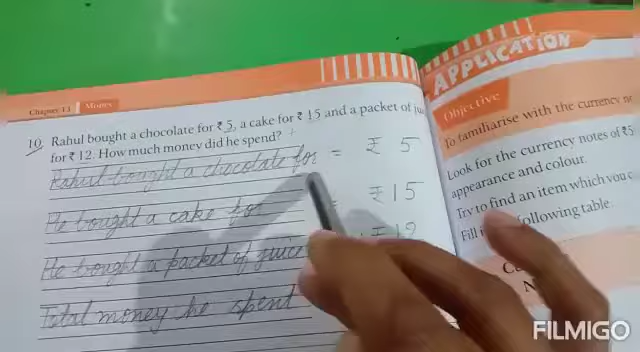 Chapter 13 Money
10. Rahul bought a chocolate for ₹ 5, a cake for ₹ 15 and a packet of
for ₹ 12. How much money did he spend?
Rahul bought a chocolate for = ₹ 5
He bought a cake for = ₹ 15
He bought a packet of juice ₹ 12
Total money he spent
APPLICATION
Objective
To familiarise with the currency
Look for the currency notes of ₹5
appearance and colour.
Try to find an item which you
Fill following table.
FILMIGO